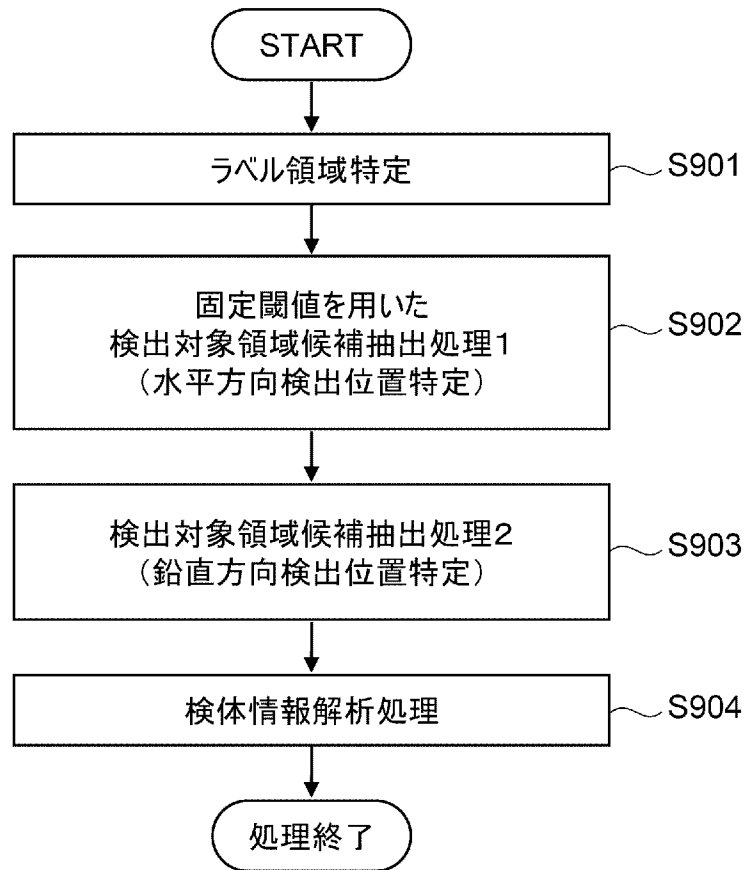 START
ラベル領域特定
S901
固定閾値を用いた
検出対象領域候補抽出処理1
（水平方向検出位置特定）
S902
検出対象領域候補抽出処理2
（鉛直方向検出位置特定）
S903
検体情報解析処理
S904
処理終了